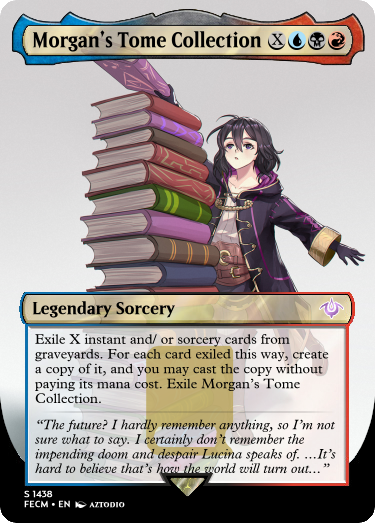 Morgan's Tome Collection X
Legendary Sorcery
Exile X instant and/ or sorcery cards from
graveyards. For each card exiled this way, create
a copy of it, and you may cast the copy without
paying its mana cost. Exile Morgan's Tome
Collection.
“The future? I hardly remember anything, so I'm not
sure what to say. I certainly don't remember the
impending doom and despair Lucina speaks of. …It's
hard to believe that's how the world will turn out…”
S 1438
FECM • EN AZTODIO